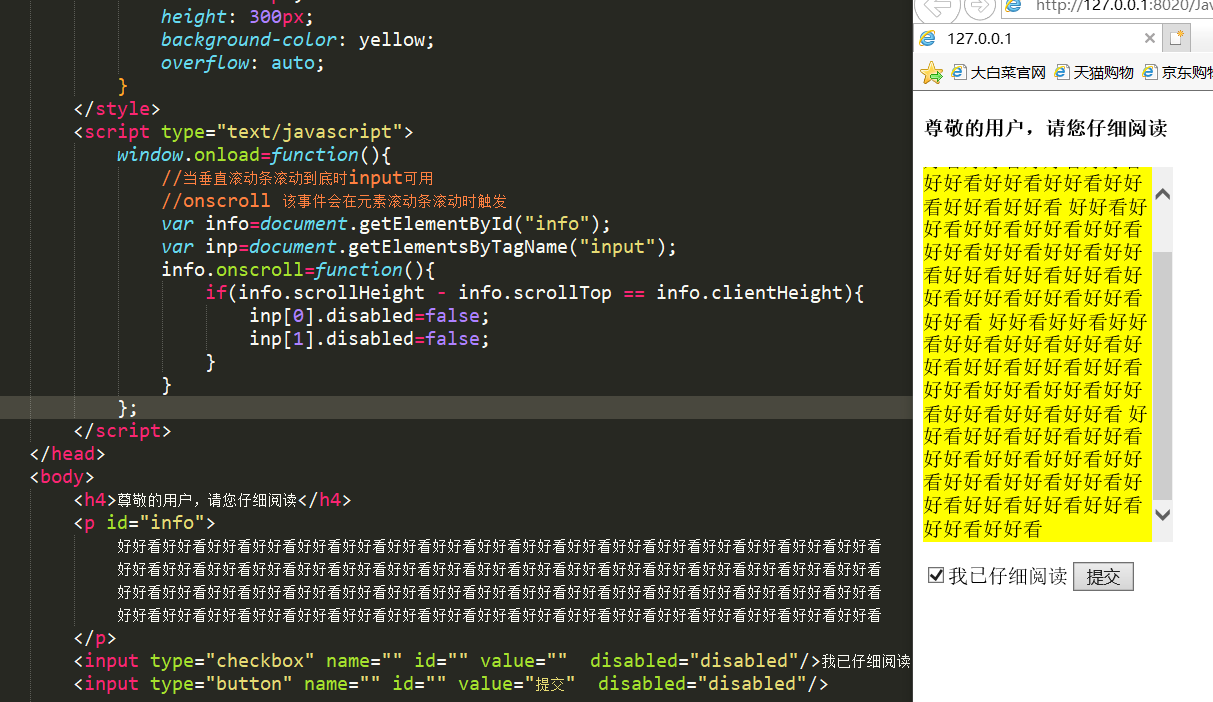 height: 300px;
background-color: yellow;
overflow: auto;
}
</style>
<script type="text/javascript">
window.onload=function(){
//当垂直滚动条滚动到底时input可用
//onscroll 该事件会在元素滚动条滚动时触发
var info=document.getElementById("info");
var inp=document.getElementsByTagName("input");
info.onscroll=function(){
if(info.scrollHeight - info.scrollTop == info.clientHeight){
inp[0].disabled=false;
inp[1].disabled=false;
}
}
};
</script>
</head>
<body>
<h4>尊敬的用户，请您仔细阅读</h4>
<p id="info">
好好看好好看好好看好好看好好看好好看好好看好好看好好看好好看好好看好好看好好看好好看好好看好好看好好看
好好看好好看好好看好好看好好看好好看好好看好好看好好看好好看好好看好好看好好看好好看好好看好好看好好看
好好看好好看好好看好好看好好看好好看好好看好好看好好看好好看好好看好好看好好看好好看好好看好好看好好看
好好看好好看好好看好好看好好看好好看好好看好好看好好看好好看好好看好好看好好看好好看好好看好好看好好看
</p>
<input type="checkbox" name="" id="" value=""  disabled="disabled"/>我已仔细阅读
<input type="button" name="" id="" value="提交"  disabled="disabled"/>
http://127.0.0.1:8020/Jav
127.0.0.1
大白菜官网 天猫购物 京东购物
尊敬的用户，请您仔细阅读
好好看好好看好好看好好
看好好看好好看 好好看好
好看好好看好好看好好看
好好看好好看好好看好好
看好好看好好看好好看好
好看好好看好好看好好看
好好看 好好看好好看好好
看好好看好好看好好看好
好看好好看好好看好好看
好好看好好看好好看好好
看好好看好好看好好看 好
好看好好看好好看好好看
好好看好好看好好看好好
看好好看好好看好好看好
好看好好看好好看好好看
好好看好好看
我已仔细阅读 提交